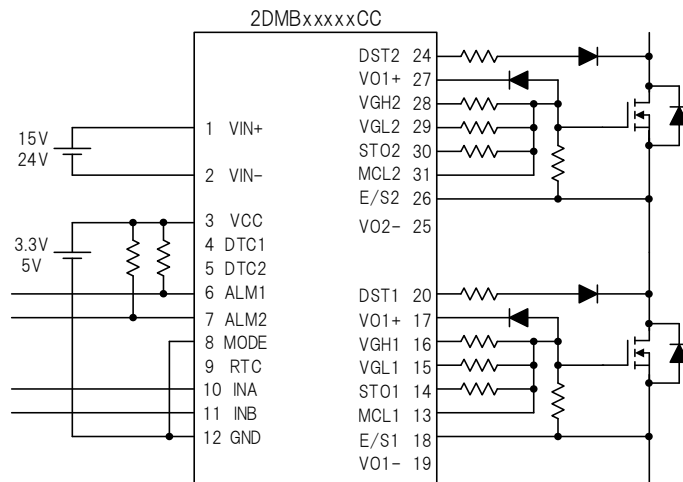 2DMBxxxxxCC
15V
24V
3.3V
5V
1 VIN+
2 VIN-
3 VCC
4 DTC1
5 DTC2
6 ALM1
7 ALM2
8 MODE
9 RTC
10 INA
11 INB
12 GND
DST2 24
VO1+ 27
VGH2 28
VGL2 29
STO2 30
MCL2 31
E/S2 26
VO2- 25
DST1 20
VO1+ 17
VGH1 16
VGL1 15
STO1 14
MCL1 13
E/S1 18
VO1- 19